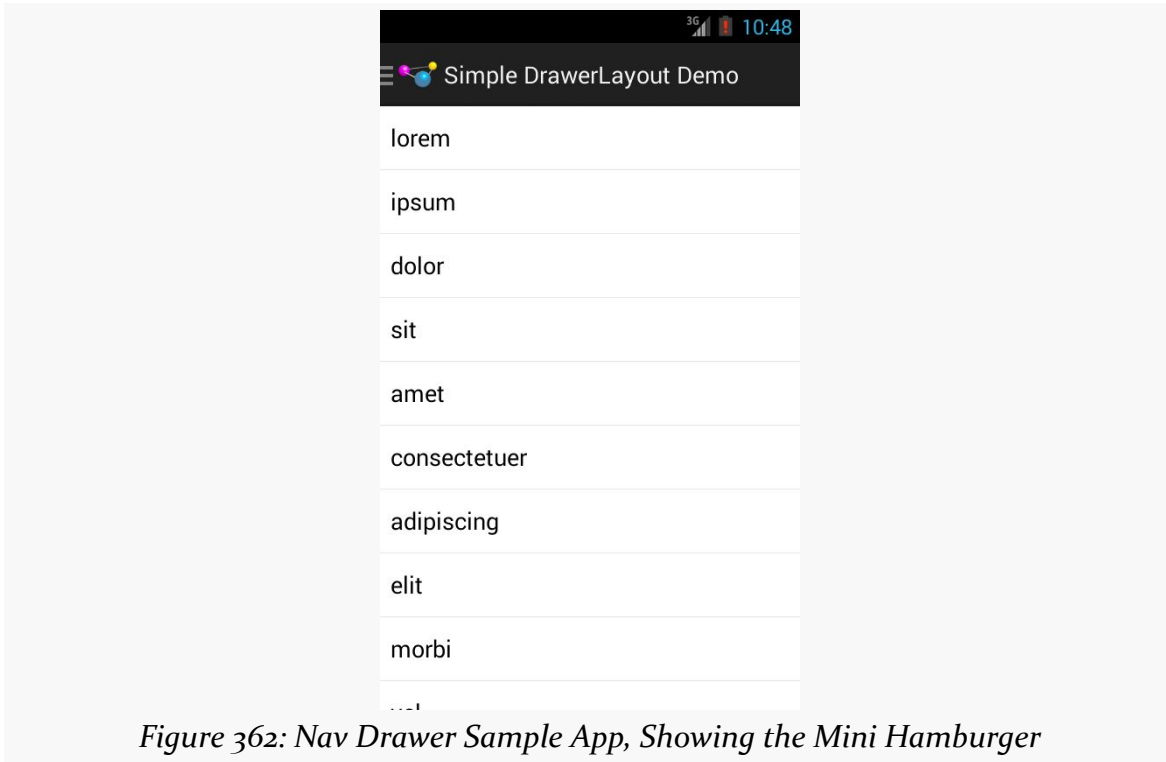 3G 10:48
Simple DrawerLayout Demo
lorem
ipsum
dolor
sit
amet
consectetuer
adipiscing
elit
morbi
Figure 362: Nav Drawer Sample App, Showing the Mini Hamburger